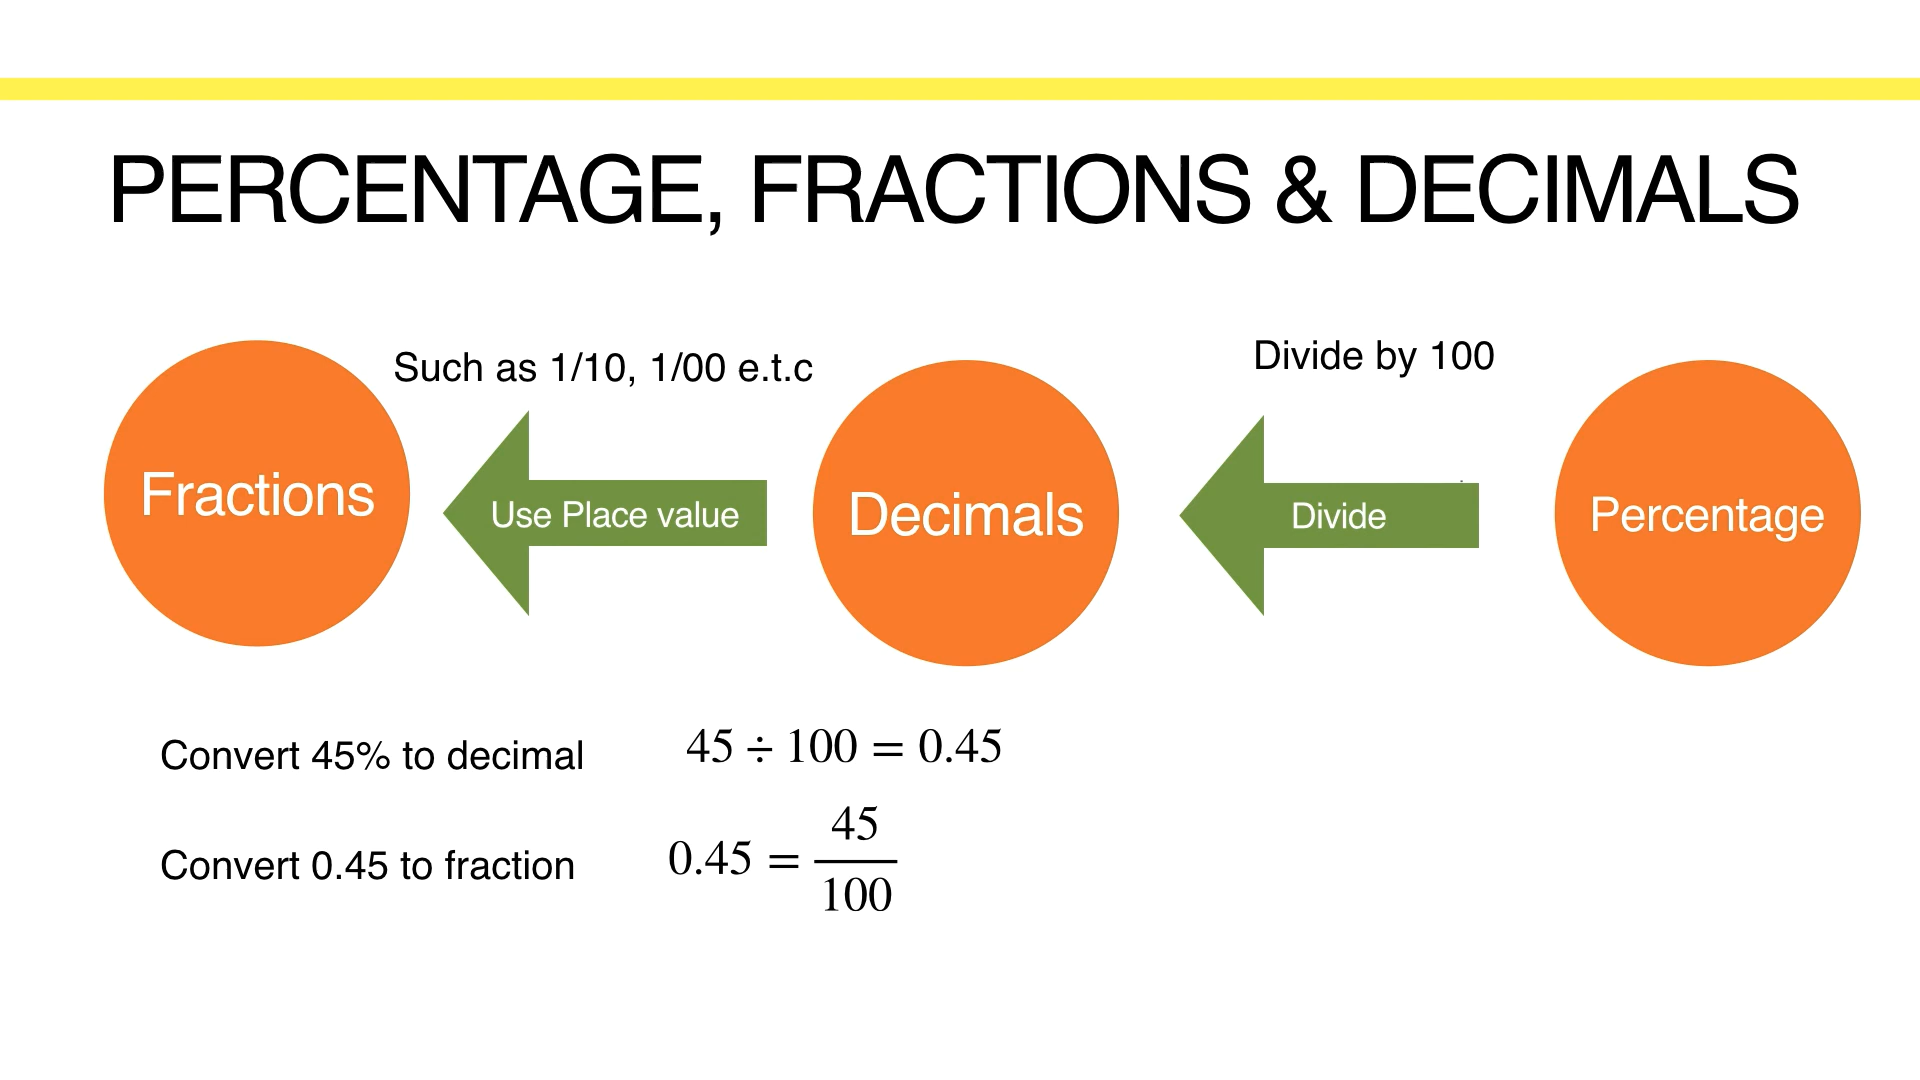 PERCENTAGE, FRACTIONS & DECIMALS
Such as 1/10, 1/00 e.t.c
Divide by 100
Fractions
Use Place value
Decimals
Divide
Percentage
Convert 45% to decimal
45 ÷ 100 = 0.45
Convert 0.45 to fraction
0.45 = 45/100